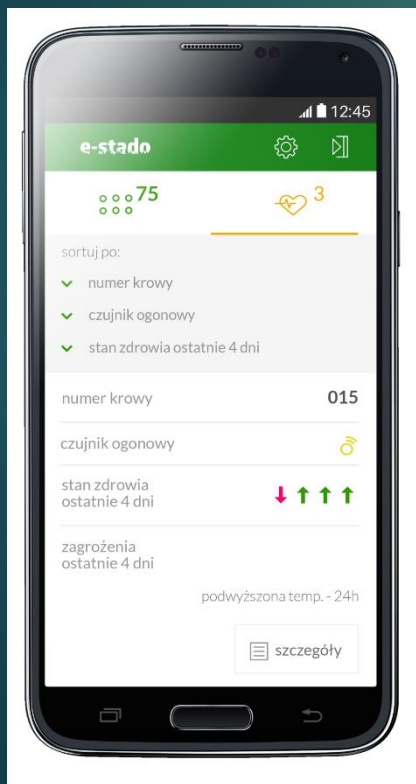 12:45
e-stado
75
3
sortuj po:
numer krowy
czujnik ogonowy
stan zdrowia ostatnie 4 dni
numer krowy 015
czujnik ogonowy
stan zdrowia
ostatnie 4 dni
zagrożenia
ostatnie 4 dni
podwyższona temp. - 24h
szczegóły